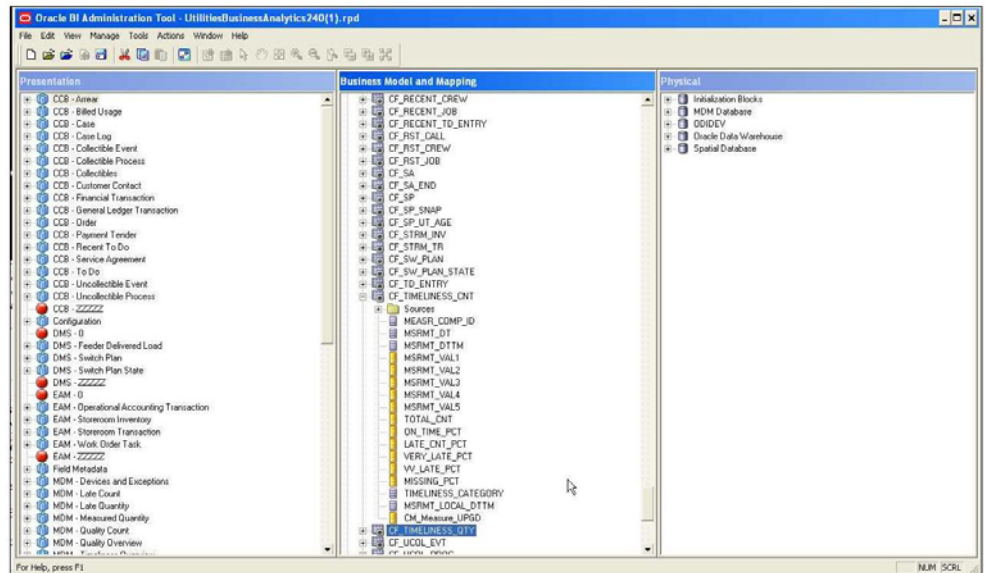 Oracle BI Administration Tool - UtilitiesBusinessAnalytics240(1).rpd
File Edit View Manage Tools Actions Window Help
Presentation
CCB - Arrear
CCB - Billed Usage
CCB - Case
CCB - Case Log
CCB - Collectible Event
CCB - Collectible Process
CCB - Collectibles
CCB - Customer Contact
CCB - Financial Transaction
CCB - General Ledger Transaction
CCB - Order
CCB - Payment Tender
CCB - Recent To Do
CCB - Service Agreement
CCB - To Do
CCB - Uncollectible Event
CCB - Uncollectible Process
CCB - ZZZZZ
Configuration
DMS - 0
DMS - Feeder Delivered Load
DMS - Switch Plan
DMS - Switch Plan State
DMS - ZZZZZ
EAM - 0
EAM - Operational Accounting Transaction
EAM - Storeroom Inventory
EAM - Storeroom Transaction
EAM - Work Order Task
EAM - ZZZZZ
Field Metadata
MDM - Devices and Exceptions
MDM - Late Count
MDM - Late Quantity
MDM - Measured Quantity
MDM - Quality Count
MDM - Quality Overview
MDM - Timeliness Overview
Business Model and Mapping
CF_RECENT_CREW
CF_RECENT_JOB
CF_RECENT_TD_ENTRY
CF_RST_CALL
CF_RST_CREW
CF_RST_JOB
CF_SA
CF_SA_END
CF_SP
CF_SP_SNAP
CF_SP_UT_AGE
CF_STRM_INV
CF_STRM_TR
CF_SW_PLAN
CF_SW_PLAN_STATE
CF_TD_ENTRY
CF_TIMELINESS_CNT
Sources
MEASR_COMP_ID
MSRMT_DT
MSRMT_DTTM
MSRMT_VAL1
MSRMT_VAL2
MSRMT_VAL3
MSRMT_VAL4
MSRMT_VAL5
TOTAL_CNT
ON_TIME_PCT
LATE_CNT_PCT
VERY_LATE_PCT
VV_LATE_PCT
MISSING_PCT
TIMELINESS_CATEGORY
MSRMT_LOCAL_DTTM
CM_Measure_UPGD
CF_TIMELINESS_QTY
CF_UCOL_EVT
CF_UCOL_PROC
Physical
Initialization Blocks
MDM Database
ODIDEV
Oracle Data Warehouse
Spatial Database
For Help, press F1
NUM SCRL